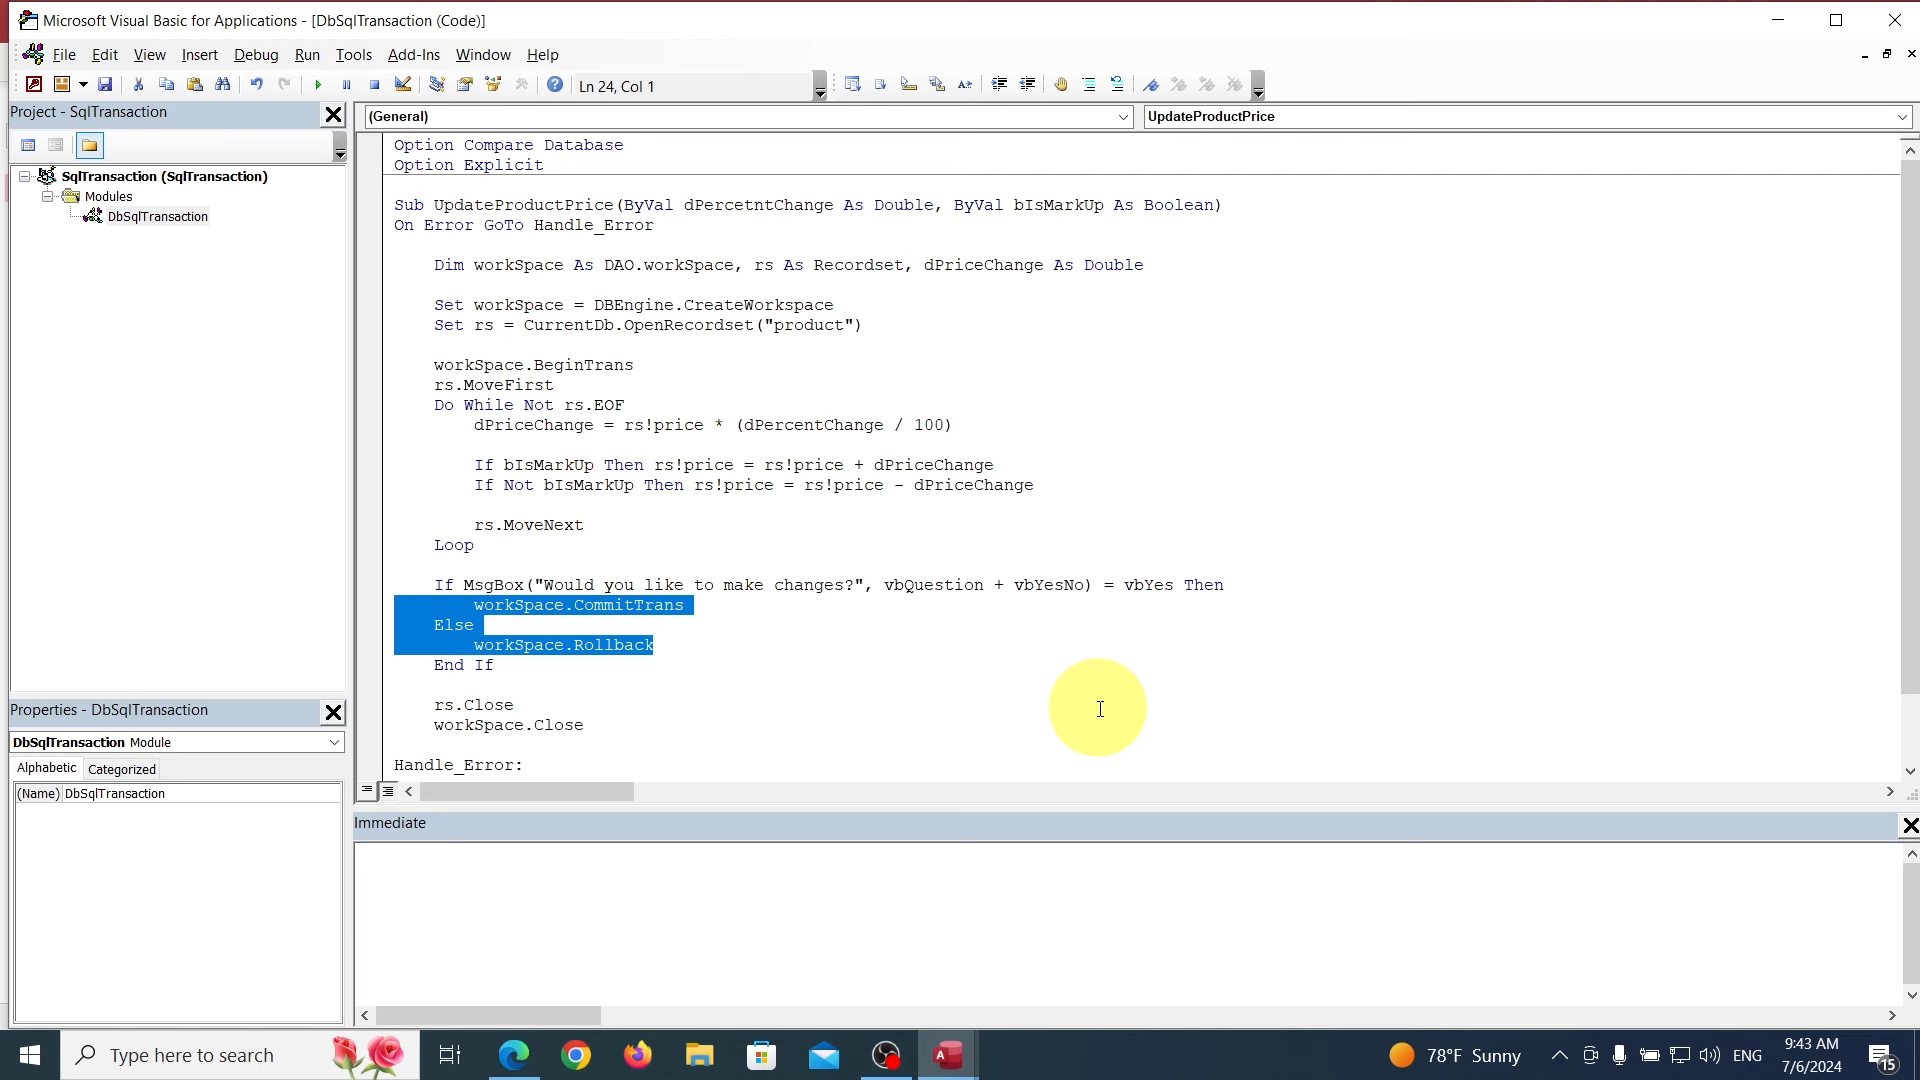 Microsoft Visual Basic for Applications - [DbSqlTransaction (Code)]
File Edit View Insert Debug Run Tools Add-Ins Window Help
Ln 24, Col 1
Project - SqlTransaction
SqlTransaction (SqlTransaction)
Modules
DbSqlTransaction
(General)
UpdateProductPrice
Option Compare Database
Option Explicit
Sub UpdateProductPrice(ByVal dPercetntChange As Double, ByVal bIsMarkUp As Boolean)
On Error GoTo Handle_Error
Dim workSpace As DAO.workSpace, rs As Recordset, dPriceChange As Double
Set workSpace = DBEngine.CreateWorkspace
Set rs = CurrentDb.OpenRecordset("product")
workSpace.BeginTrans
rs.MoveFirst
Do While Not rs.EOF
dPriceChange = rs!price * (dPercentChange / 100)
If bIsMarkUp Then rs!price = rs!price + dPriceChange
If Not bIsMarkUp Then rs!price = rs!price - dPriceChange
rs.MoveNext
Loop
If MsgBox("Would you like to make changes?", vbQuestion + vbYesNo) = vbYes Then
workSpace.CommitTrans
Else
workSpace.Rollback
End If
rs.Close
workSpace.Close
Handle_Error:
Properties - DbSqlTransaction
DbSqlTransaction Module
Alphabetic Categorized
(Name) DbSqlTransaction
Immediate
Type here to search
78°F Sunny
ENG
9:43 AM
7/6/2024
15